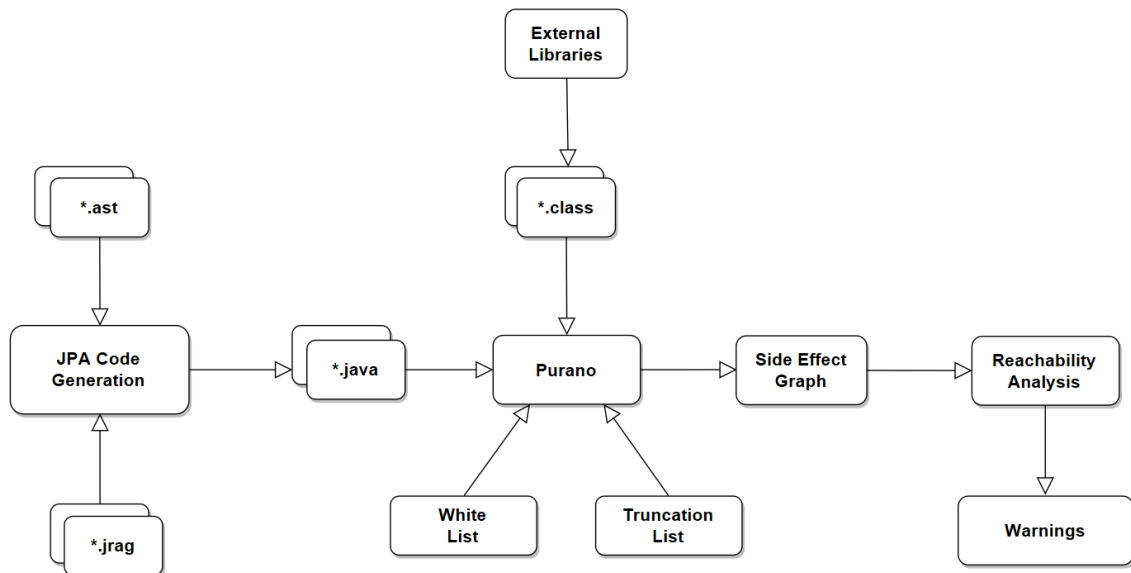 External
Libraries
*.ast
*.class
JPA Code
Generation
*.java
Purano
Side Effect
Graph
Reachability
Analysis
White
List
Truncation
List
*.jrag
Warnings